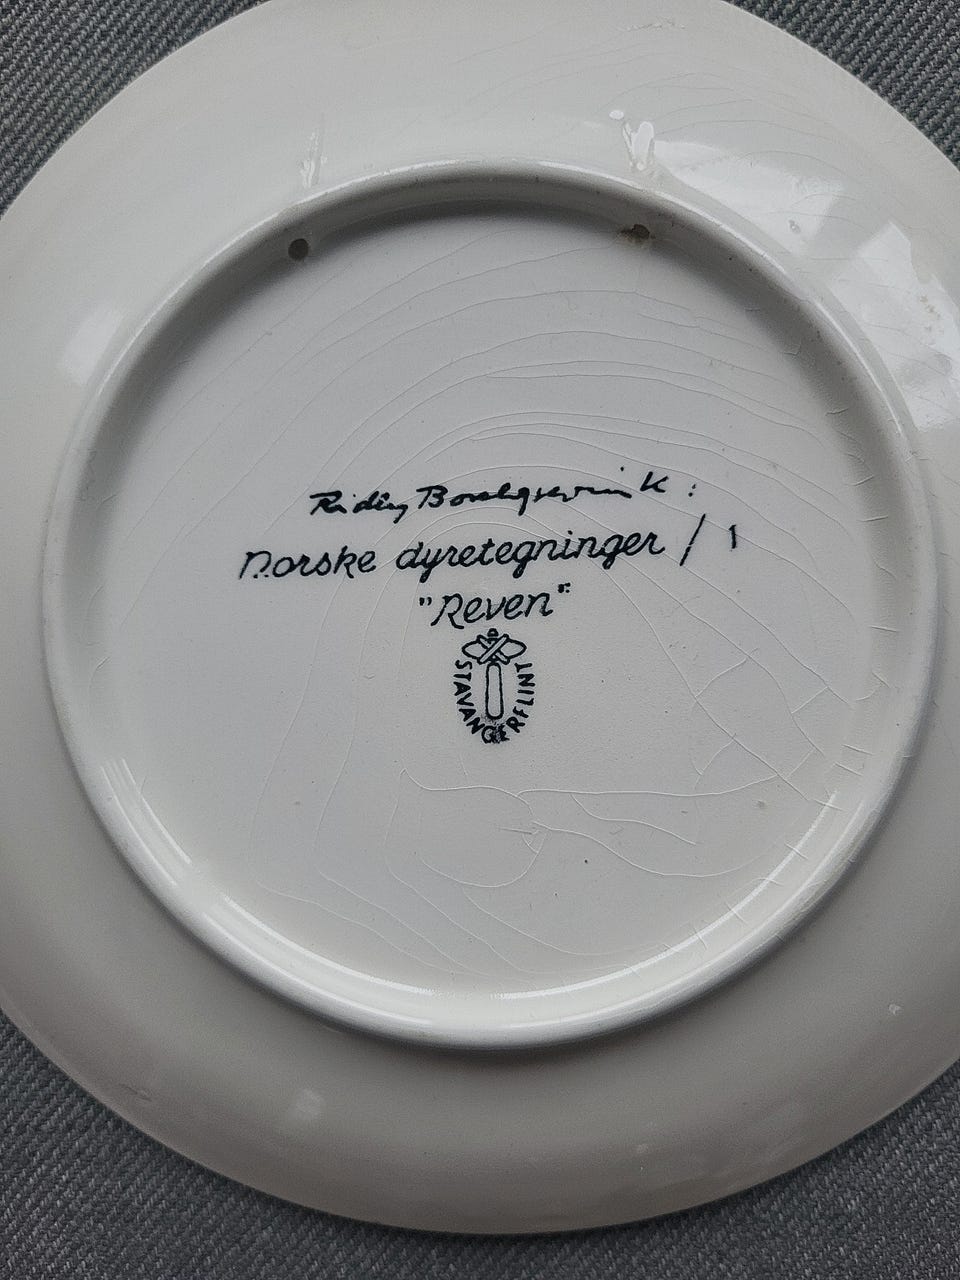 Ridley Borchgrevink:
Norske dyretegninger / 1
"Reven"
STAVANGERFLINT